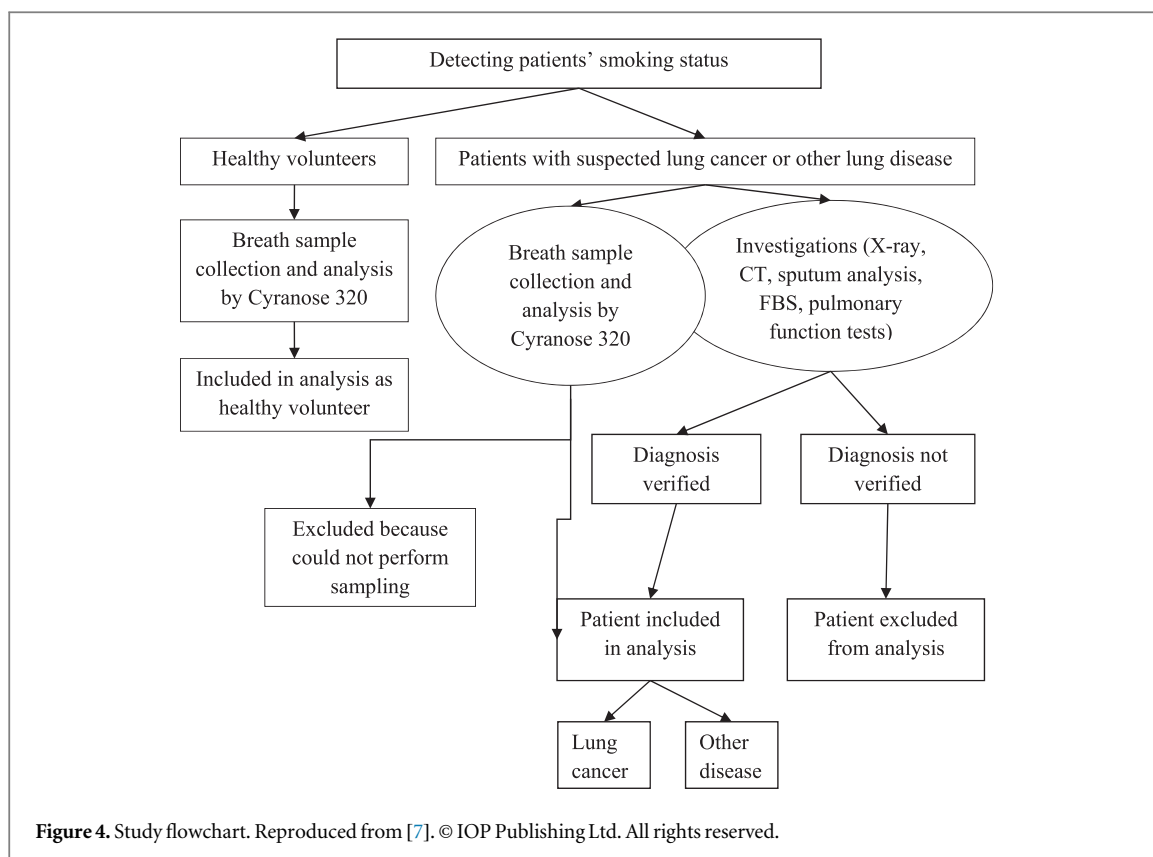 Detecting patients’ smoking status
Healthy volunteers
Patients with suspected lung cancer or other lung disease
Breath sample
collection and analysis
by Cyranose 320
Breath sample
collection and
analysis by
Cyranose 320
Investigations (X-ray,
CT, sputum analysis,
FBS, pulmonary
function tests)
Included in analysis as
healthy volunteer
Diagnosis
verified
Diagnosis not
verified
Excluded because
could not perform
sampling
Patient included
in analysis
Patient excluded
from analysis
Lung
cancer
Other
disease
Figure 4. Study flowchart. Reproduced from [7]. © IOP Publishing Ltd. All rights reserved.